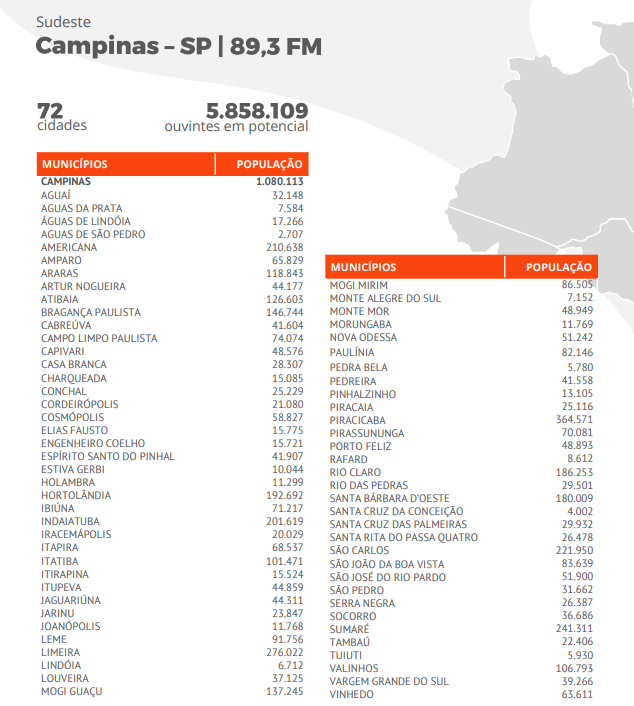 Sudeste
Campinas – SP | 89,3 FM
72
cidades
5.858.109
ouvintes em potencial
MUNICÍPIOS POPULAÇÃO
CAMPINAS 1.080.113
AGUAÍ 32.148
AGUAS DA PRATA 7.584
ÁGUAS DE LINDÓIA 17.266
AGUAS DE SÃO PEDRO 2.707
AMERICANA 210.638
AMPARO 65.829
ARARAS 118.843
ARTUR NOGUEIRA 44.177
ATIBAIA 126.603
BRAGANÇA PAULISTA 146.744
CABREÚVA 41.604
CAMPO LIMPO PAULISTA 74.074
CAPIVARI 48.576
CASA BRANCA 28.307
CHARQUEADA 15.085
CONCHAL 25.229
CORDEIRÓPOLIS 21.080
COSMÓPOLIS 58.827
ELIAS FAUSTO 15.775
ENGENHEIRO COELHO 15.721
ESPÍRITO SANTO DO PINHAL 41.907
ESTIVA GERBI 10.044
HOLAMBRA 11.299
HORTOLÂNDIA 192.692
IBIÚNA 71.217
INDAIATUBA 201.619
IRACEMÁPOLIS 20.029
ITAPIRA 68.537
ITATIBA 101.471
ITIRAPINA 15.524
ITUPEVA 44.859
JAGUARIÚNA 44.311
JARINU 23.847
JOANÓPOLIS 11.768
LEME 91.756
LIMEIRA 276.022
LINDÓIA 6.712
LOUVEIRA 37.125
MOGI GUAÇU 137.245
MUNICÍPIOS POPULAÇÃO
MOGI MIRIM 86.505
MONTE ALEGRE DO SUL 7.152
MONTE MOR 48.949
MORUNGABA 11.769
NOVA ODESSA 51.242
PAULÍNIA 82.146
PEDRA BELA 5.780
PEDREIRA 41.558
PINHALZINHO 13.105
PIRACAIA 25.116
PIRACICABA 364.571
PIRASSUNUNGA 70.081
PORTO FELIZ 48.893
RAFARD 8.612
RIO CLARO 186.253
RIO DAS PEDRAS 29.501
SANTA BÁRBARA D'OESTE 180.009
SANTA CRUZ DA CONCEIÇÃO 4.002
SANTA CRUZ DAS PALMEIRAS 29.932
SANTA RITA DO PASSA QUATRO 26.478
SÃO CARLOS 221.950
SÃO JOÃO DA BOA VISTA 83.639
SÃO JOSÉ DO RIO PARDO 51.900
SÃO PEDRO 31.662
SERRA NEGRA 26.387
SOCORRO 36.686
SUMARÉ 241.311
TAMBAÚ 22.406
TUIUTI 5.930
VALINHOS 106.793
VARGEM GRANDE DO SUL 39.266
VINHEDO 63.611